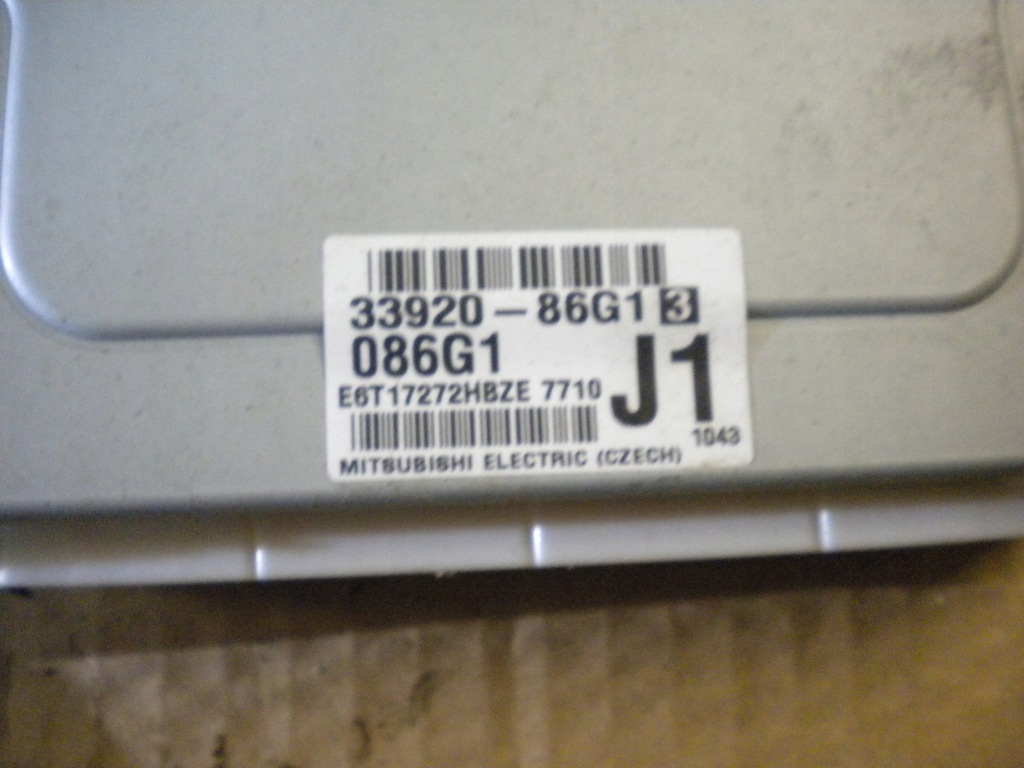 33920-86G1 3
086G1
J1
E6T17272HBZE 7710
1043
MITSUBISHI ELECTRIC (CZECH)